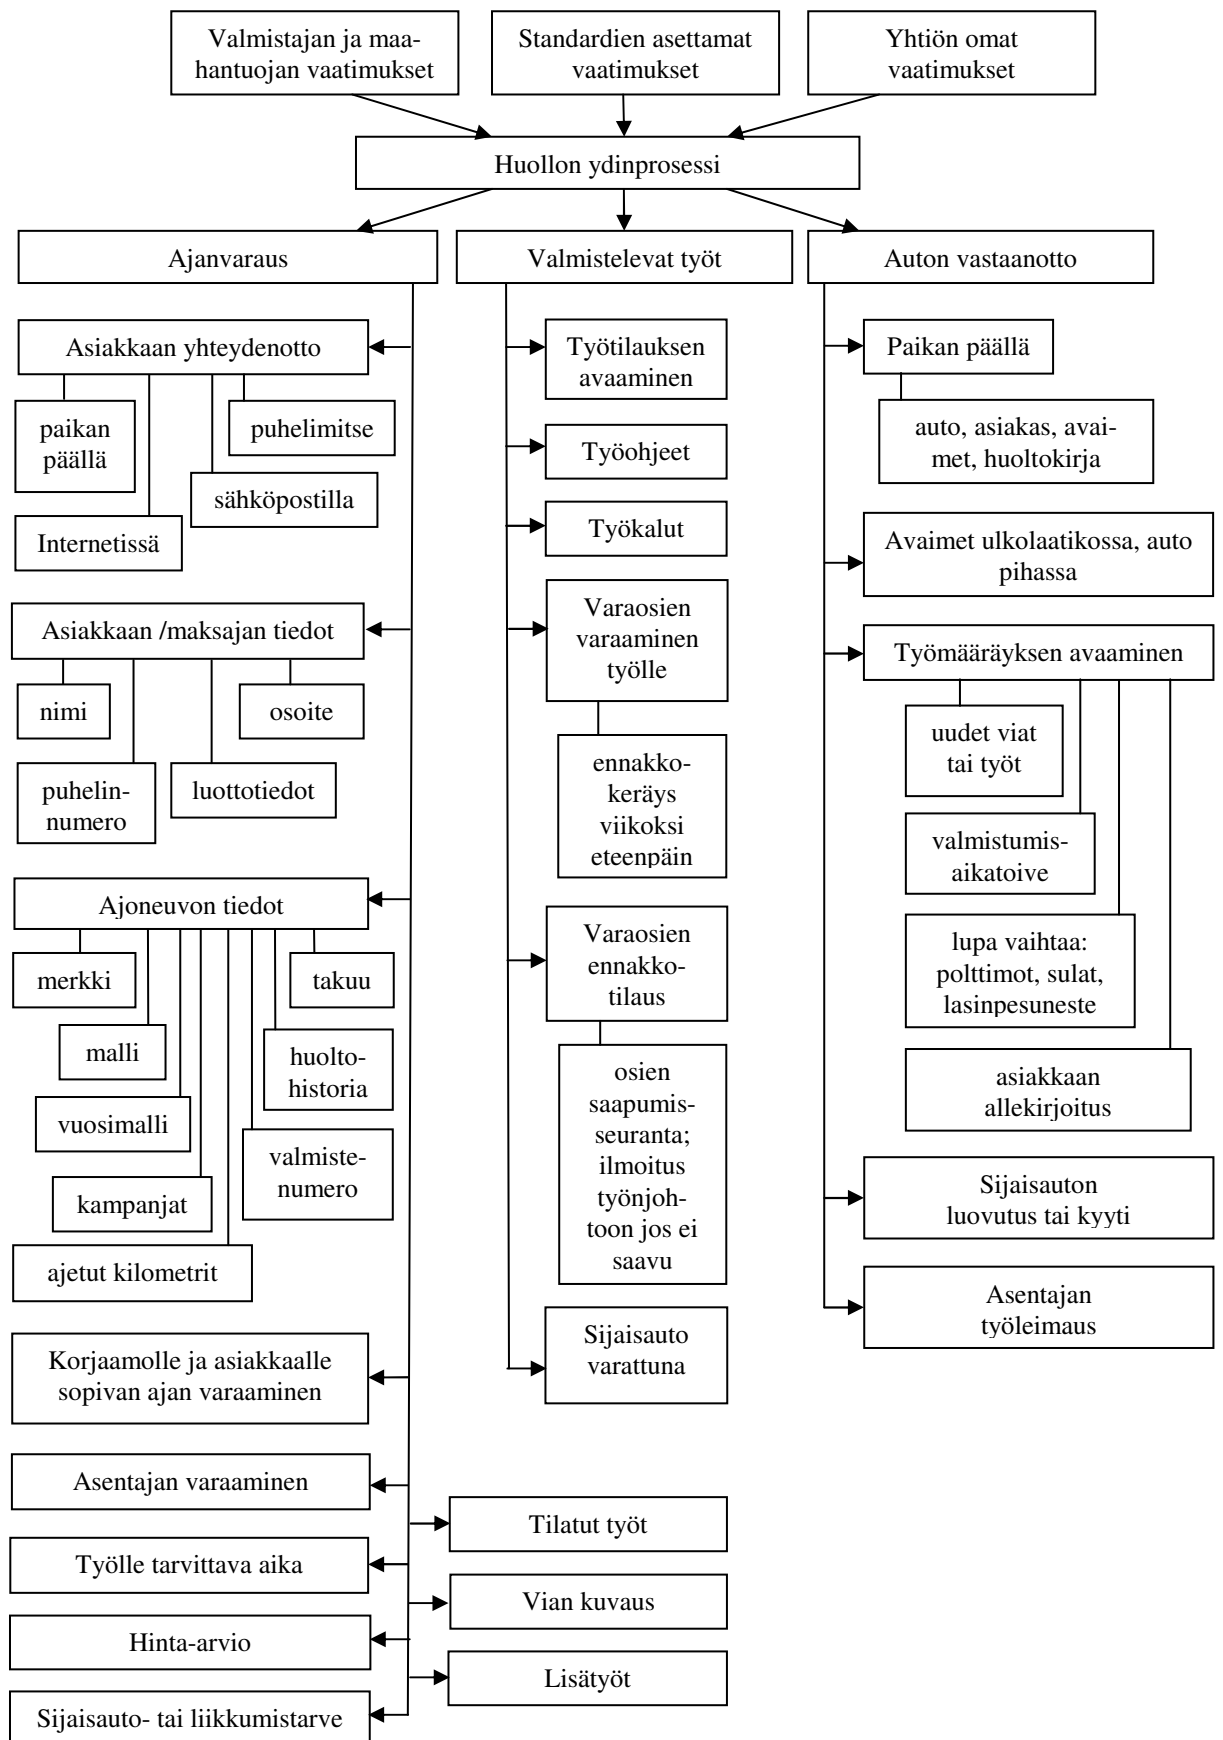 Valmistajan ja maa-
hantuojan vaatimukset
Standardien asettamat
vaatimukset
Yhtiön omat
vaatimukset
Huollon ydinprosessi
Ajanvaraus
Valmistelevat työt
Auton vastaanotto
Asiakkaan yhteydenotto
paikan
päällä
puhelimitse
sähköpostilla
Internetissä
Asiakkaan /maksajan tiedot
nimi
osoite
puhelin-
numero
luottotiedot
Ajoneuvon tiedot
merkki
takuu
malli
huolto-
historia
vuosimalli
valmiste-
numero
kampanjat
ajetut kilometrit
Korjaamolle ja asiakkaalle
sopivan ajan varaaminen
Asentajan varaaminen
Työlle tarvittava aika
Hinta-arvio
Sijaisauto- tai liikkumistarve
Tilatut työt
Vian kuvaus
Lisätyöt
Työtilauksen
avaaminen
Työohjeet
Työkalut
Varaosien
varaaminen
työlle
ennakko-
keräys
viikoksi
eteenpäin
Varaosien
ennakko-
tilaus
osien
saapumis-
seuranta;
ilmoitus
työnjoh-
toon jos ei
saavu
Sijaisauto
varattuna
Paikan päällä
auto, asiakas, avai-
met, huoltokirja
Avaimet ulkolaatikossa, auto
pihassa
Työmääräyksen avaaminen
uudet viat
tai työt
valmistumis-
aikatoive
lupa vaihtaa:
polttimot, sulat,
lasinpesuneste
asiakkaan
allekirjoitus
Sijaisauton
luovutus tai kyyti
Asentajan
työleimaus